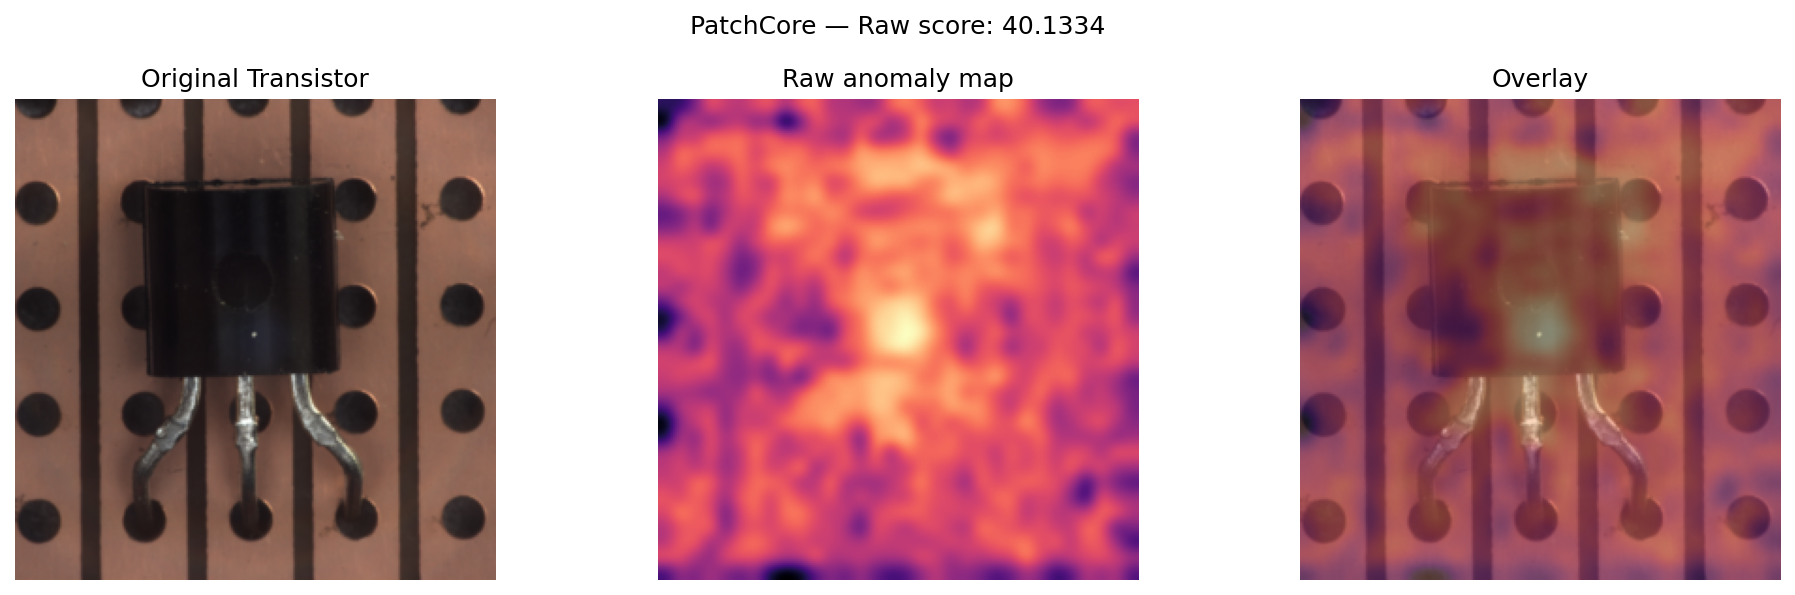 PatchCore — Raw score: 40.1334
Original Transistor
Raw anomaly map
Overlay